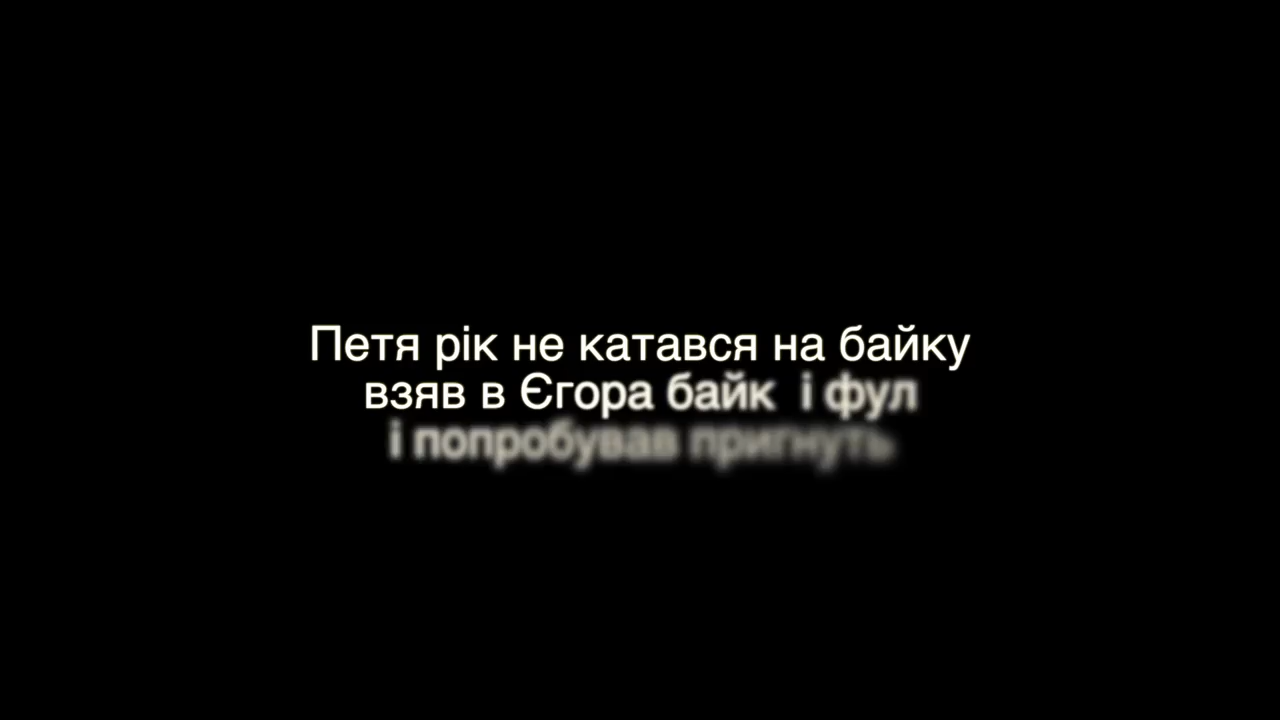 Петя рік не катався на байку
взяв в Єгора байк і фул
і попробував пригнуть